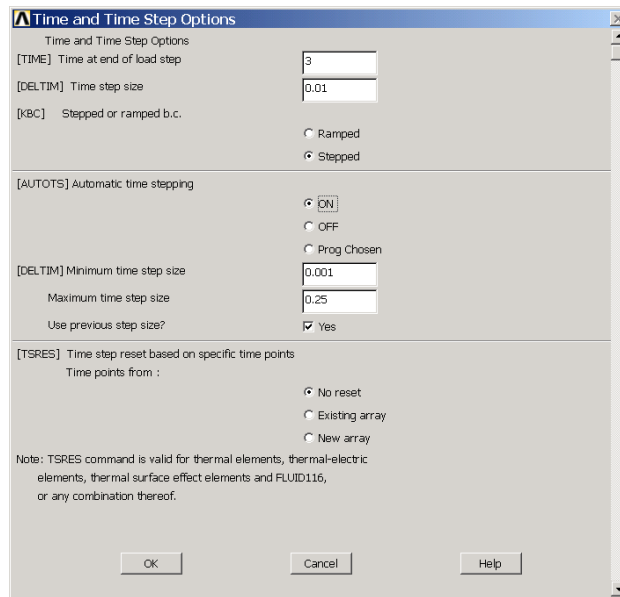 Time and Time Step Options
Time and Time Step Options
[TIME] Time at end of load step 3
[DELTIM] Time step size 0.01
[KBC] Stepped or ramped b.c.
Ramped
Stepped
[AUTOTS] Automatic time stepping
ON
OFF
Prog Chosen
[DELTIM] Minimum time step size 0.001
Maximum time step size 0.25
Use previous step size? Yes
[TSRES] Time step reset based on specific time points
Time points from :
No reset
Existing array
New array
Note: TSRES command is valid for thermal elements, thermal-electric
elements, thermal surface effect elements and FLUID116,
or any combination thereof.
OK Cancel Help